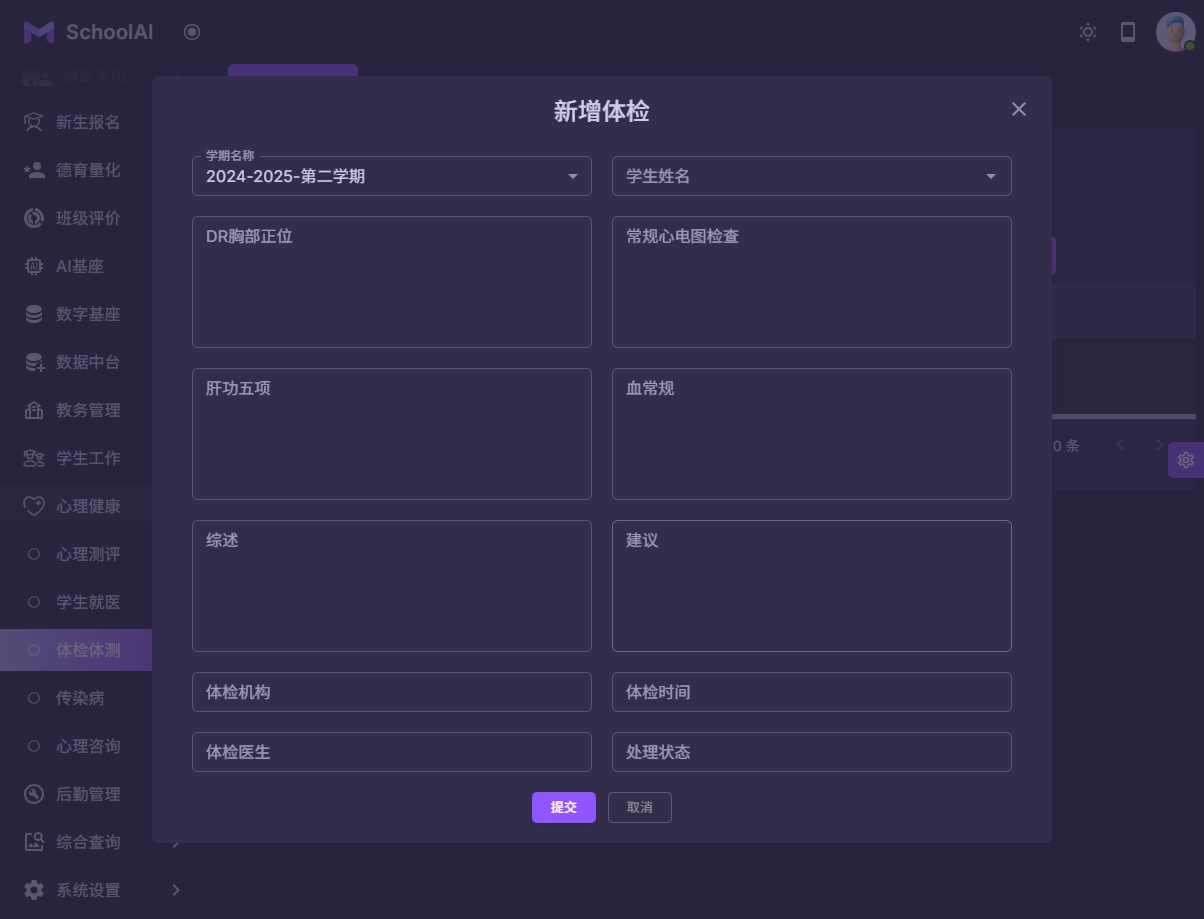 SchoolAI
新生报名
德育量化
班级评价
AI基座
数字基座
数据中台
教务管理
学生工作
心理健康
心理测评
学生就医
体检体测
传染病
心理咨询
后勤管理
综合查询
系统设置
新增体检
学期名称
2024-2025-第二学期
学生姓名
DR胸部正位
常规心电图检查
肝功五项
血常规
综述
建议
体检机构
体检时间
体检医生
处理状态
提交
取消
0 条